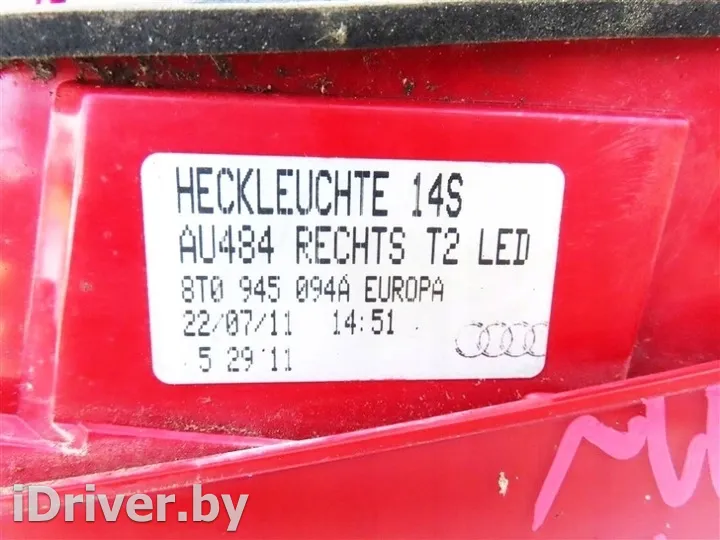 HECKLEUCHTE 14S
AU484 RECHTS T2 LED
8T0 945 094A EUROPA
22/07/11 14:51
5 29'11
iDriver.by